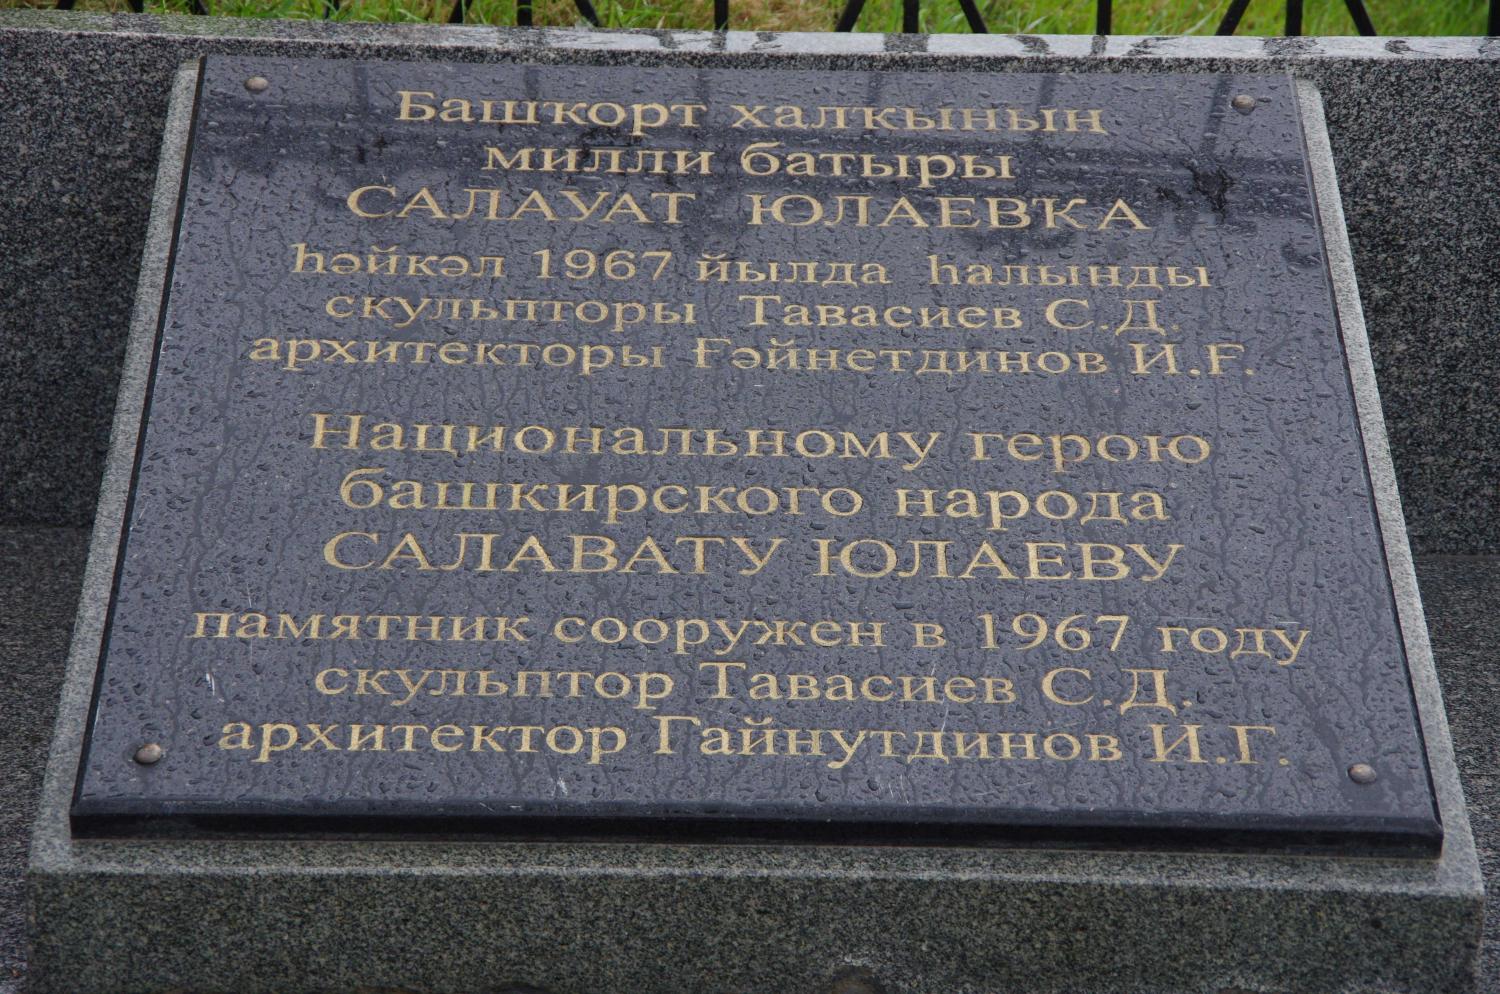 Башҡорт халҡының
милли батыры
САЛАУАТ ЮЛАЕВҠА
һәйкәл 1967 йылда һалынды
скульпторы Тавасиев С.Д.
архитекторы Ғәйнетдинов И.Ғ.
Национальному герою
башкирского народа
САЛАВАТУ ЮЛАЕВУ
памятник сооружен в 1967 году
скульптор Тавасиев С.Д.
архитектор Гайнутдинов И.Г.